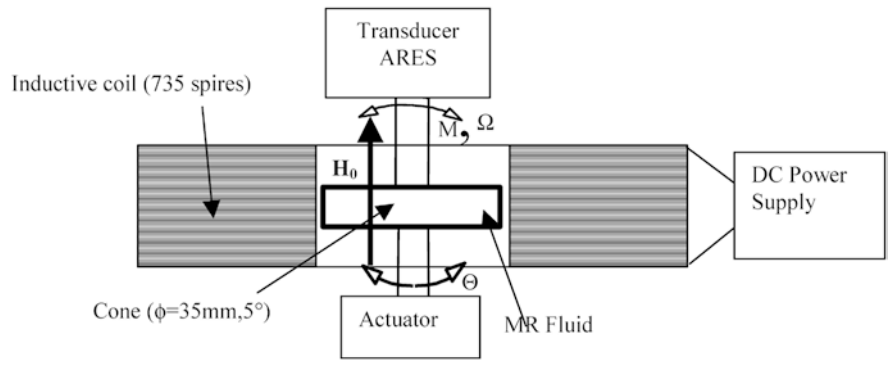 Transducer
ARES
Inductive coil (735 spires)
M, Ω
H₀
DC Power
Supply
Θ
Cone (ϕ=35mm,5°)
Actuator
MR Fluid